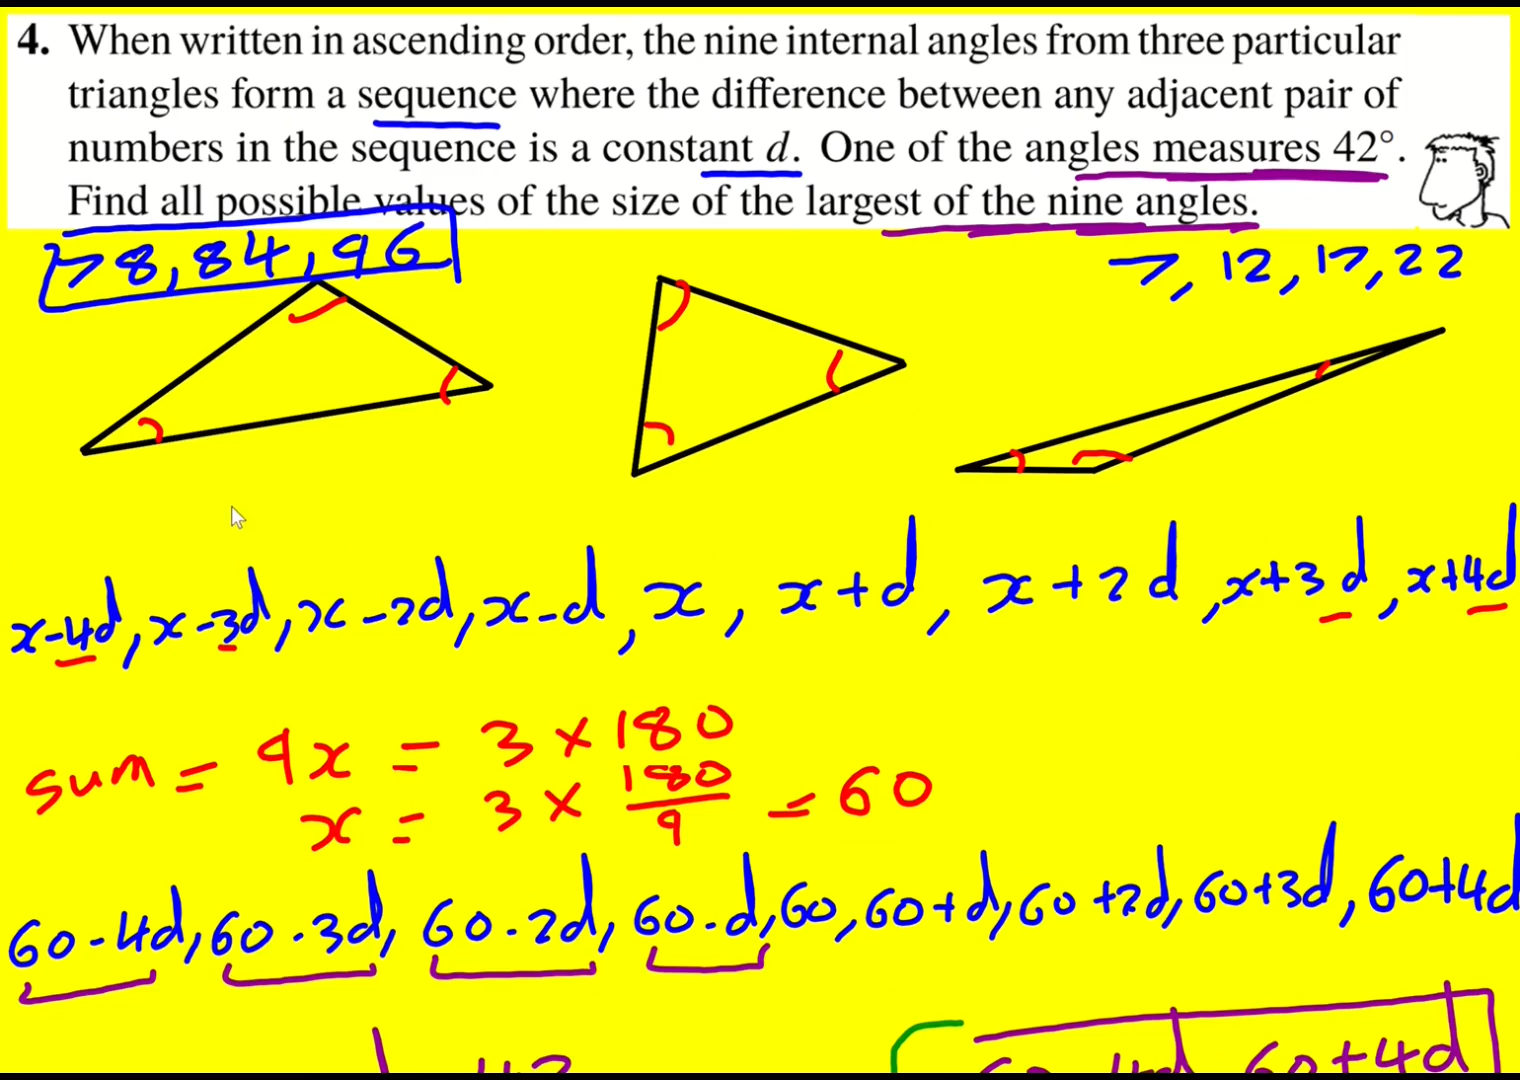 4. When written in ascending order, the nine internal angles from three particular
triangles form a sequence where the difference between any adjacent pair of
numbers in the sequence is a constant d. One of the angles measures 42°.
Find all possible values of the size of the largest of the nine angles.
78, 84, 96
7, 12, 17, 22
x-4d, x-3d, x-2d, x-d, x, x+d, x+2d, x+3d, x+4d
sum = 9x = 3 × 180
x = 3 × 180/9 = 60
60-4d, 60-3d, 60-2d, 60-d, 60, 60+d, 60+2d, 60+3d, 60+4d
60+4d